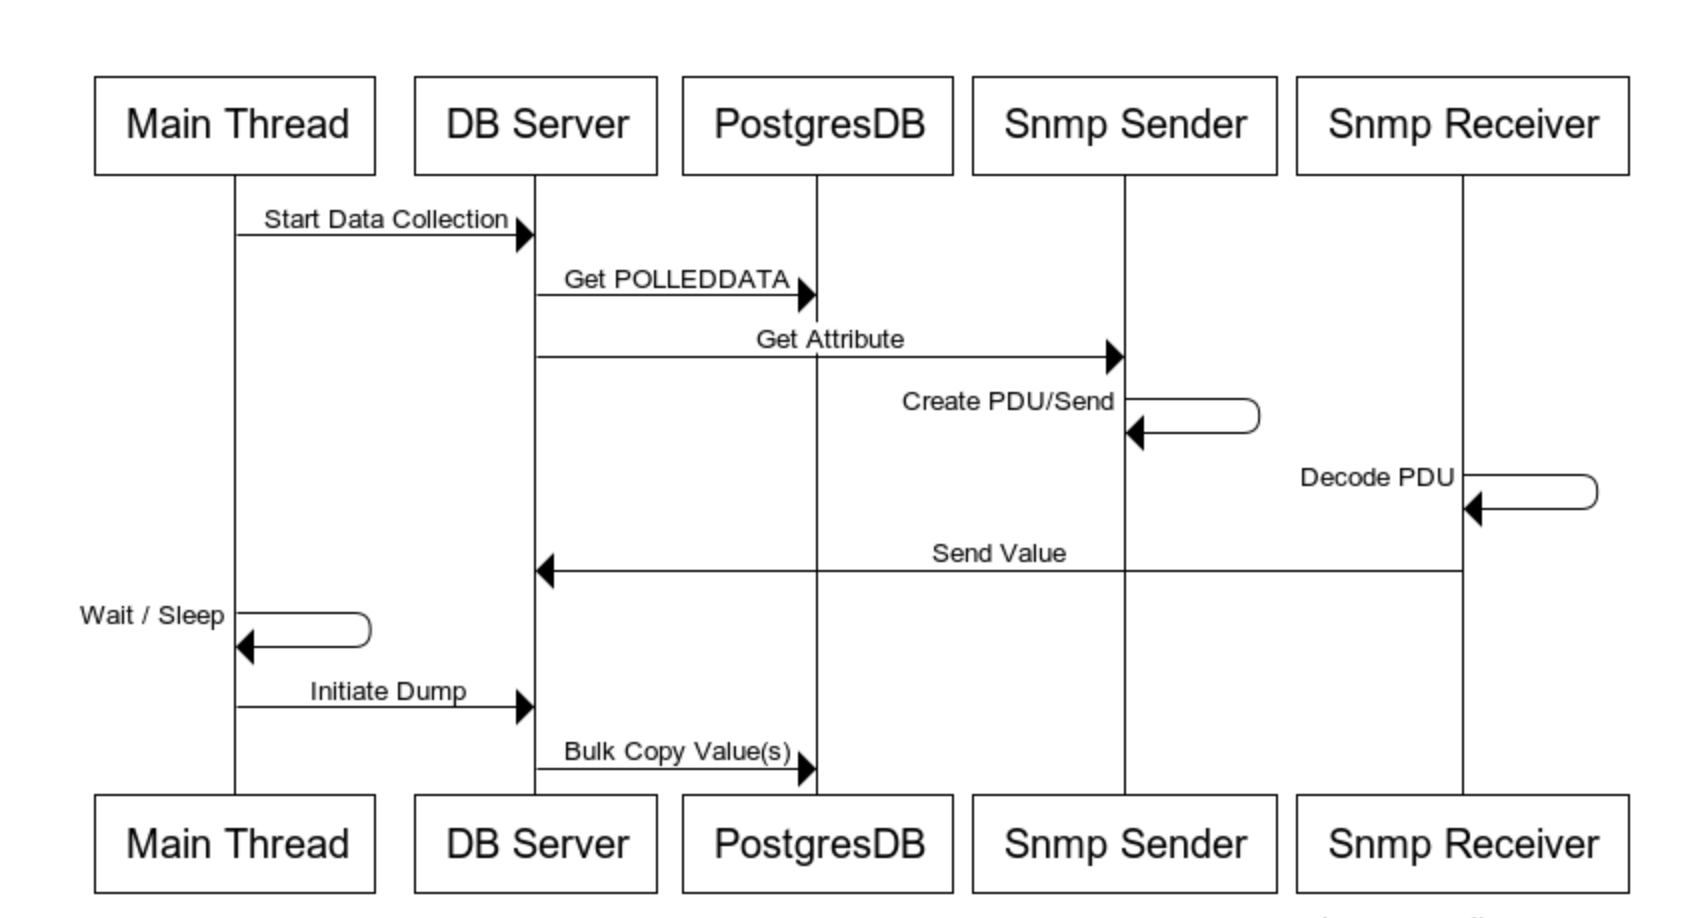 Main Thread
DB Server
PostgresDB
Snmp Sender
Snmp Receiver
Start Data Collection
Get POLLEDDATA
Get Attribute
Create PDU/Send
Decode PDU
Send Value
Wait / Sleep
Initiate Dump
Bulk Copy Value(s)
Main Thread
DB Server
PostgresDB
Snmp Sender
Snmp Receiver